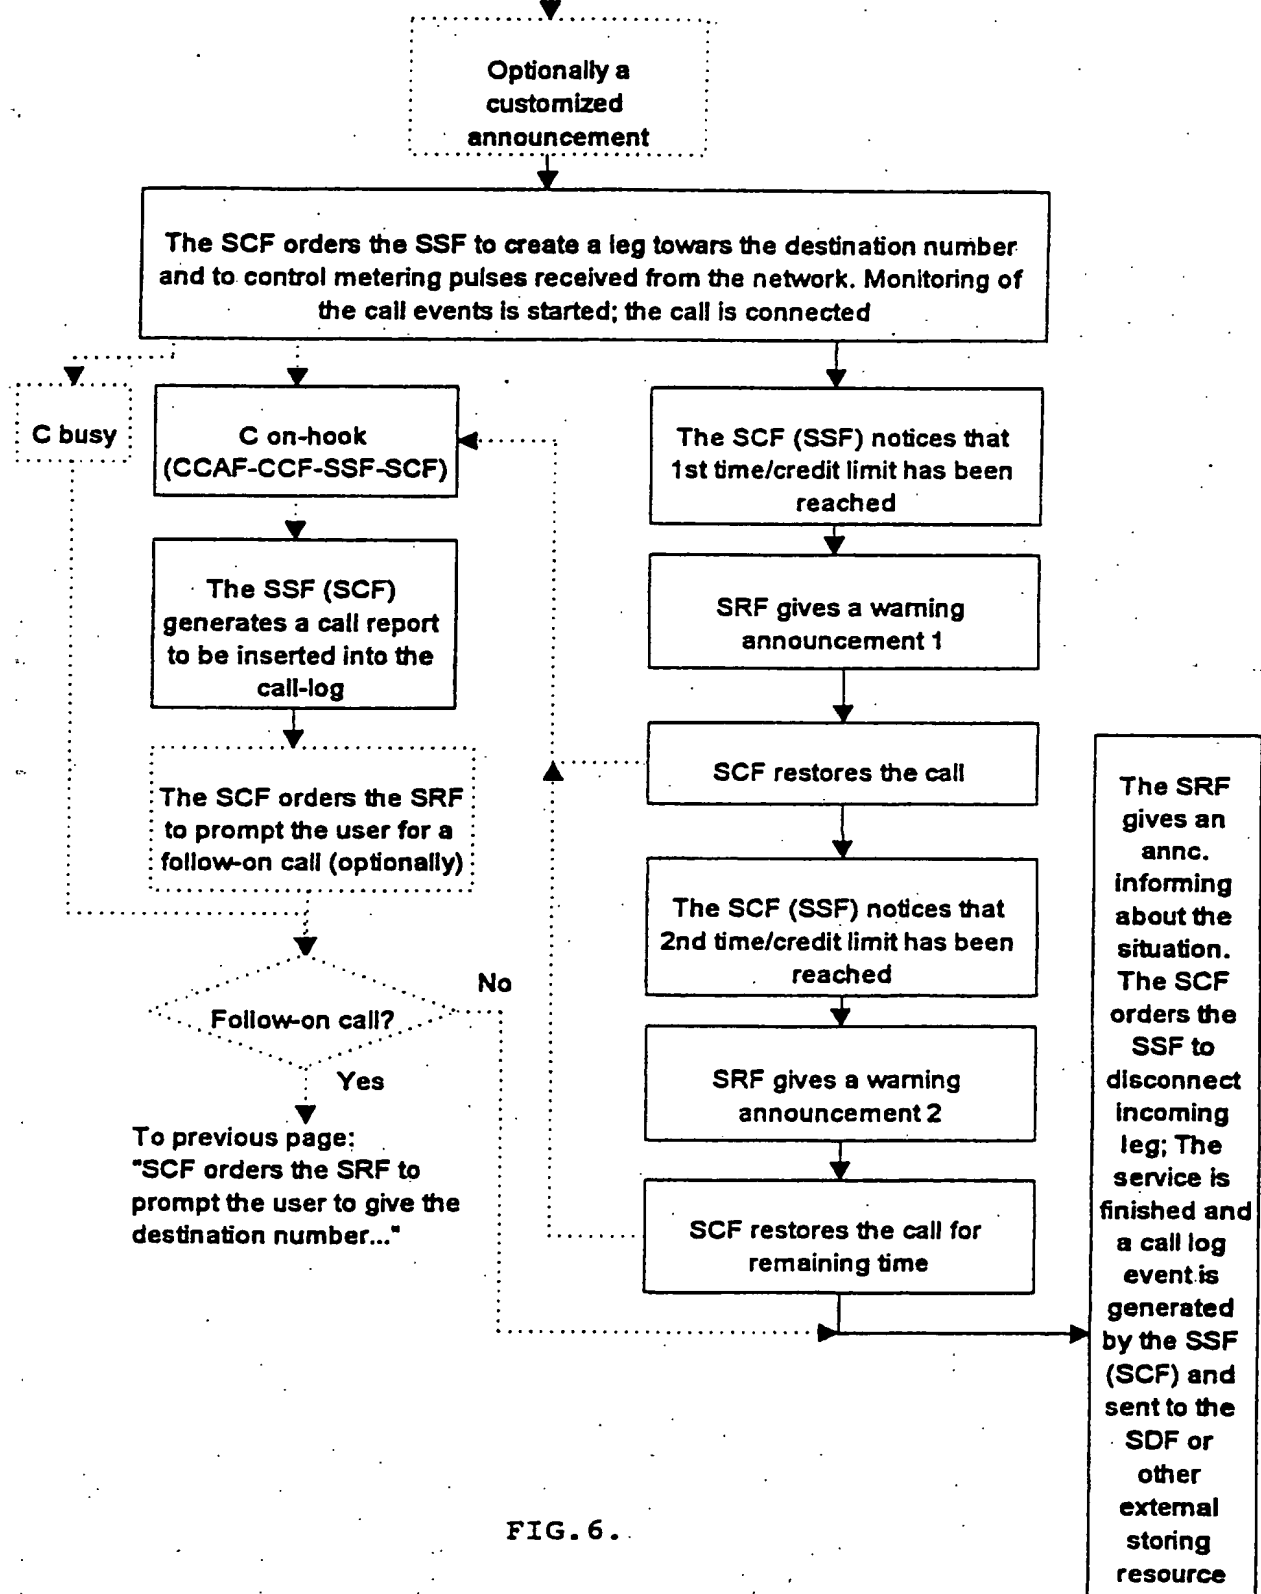 Optionally a
customized
announcement
The SCF orders the SSF to create a leg towars the destination number
and to control metering pulses received from the network. Monitoring of
the call events is started; the call is connected
C busy
C on-hook
(CCAF-CCF-SSF-SCF)
The SSF (SCF)
generates a call report
to be inserted into the
call-log
The SCF orders the SRF
to prompt the user for a
follow-on call (optionally)
Follow-on call?
No
Yes
To previous page:
"SCF orders the SRF to
prompt the user to give the
destination number..."
The SCF (SSF) notices that
1st time/credit limit has been
reached
SRF gives a warning
announcement 1
SCF restores the call
The SCF (SSF) notices that
2nd time/credit limit has been
reached
SRF gives a warning
announcement 2
SCF restores the call for
remaining time
The SRF
gives an
annc.
informing
about the
situation.
The SCF
orders the
SSF to
disconnect
incoming
leg; The
service is
finished and
a call log
event is
generated
by the SSF
(SCF) and
sent to the
SDF or
other
external
storing
resource
FIG.6.